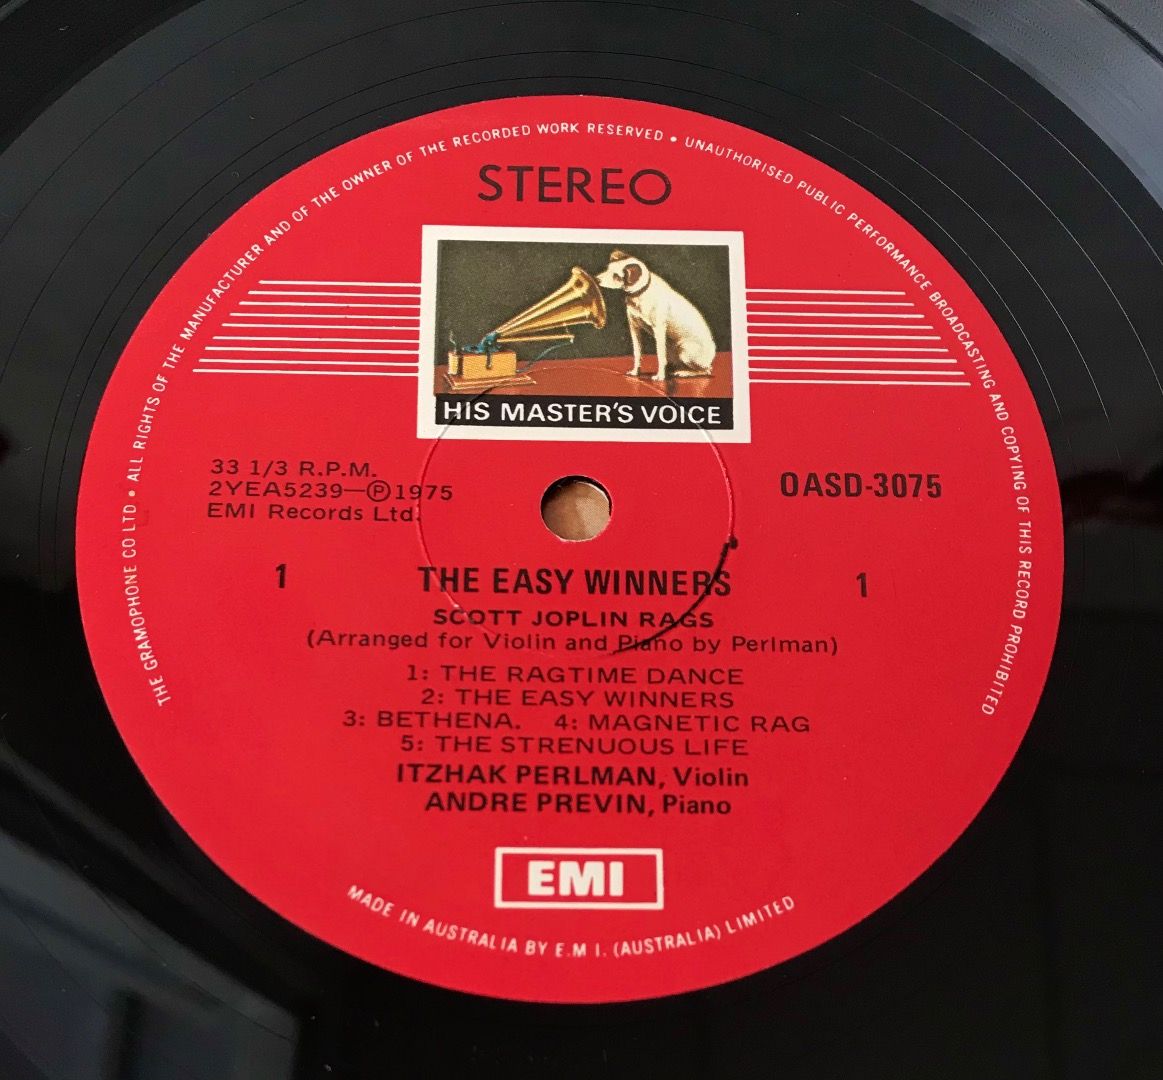 THE GRAMOPHONE CO LTD • ALL RIGHTS OF THE MANUFACTURER AND OF THE OWNER OF THE RECORDED WORK RESERVED • UNAUTHORISED PUBLIC PERFORMANCE BROADCASTING AND COPYING OF THIS RECORD PROHIBITED
STEREO
HIS MASTER'S VOICE
33 1/3 R.P.M.
2YEA5239—Ⓟ1975
EMI Records Ltd.
OASD-3075
1 THE EASY WINNERS 1
SCOTT JOPLIN RAGS
(Arranged for Violin and Piano by Perlman)
1: THE RAGTIME DANCE
2: THE EASY WINNERS
3: BETHENA. 4: MAGNETIC RAG
5: THE STRENUOUS LIFE
ITZHAK PERLMAN, Violin
ANDRE PREVIN, Piano
EMI
MADE IN AUSTRALIA BY E.M I. (AUSTRALIA) LIMITED